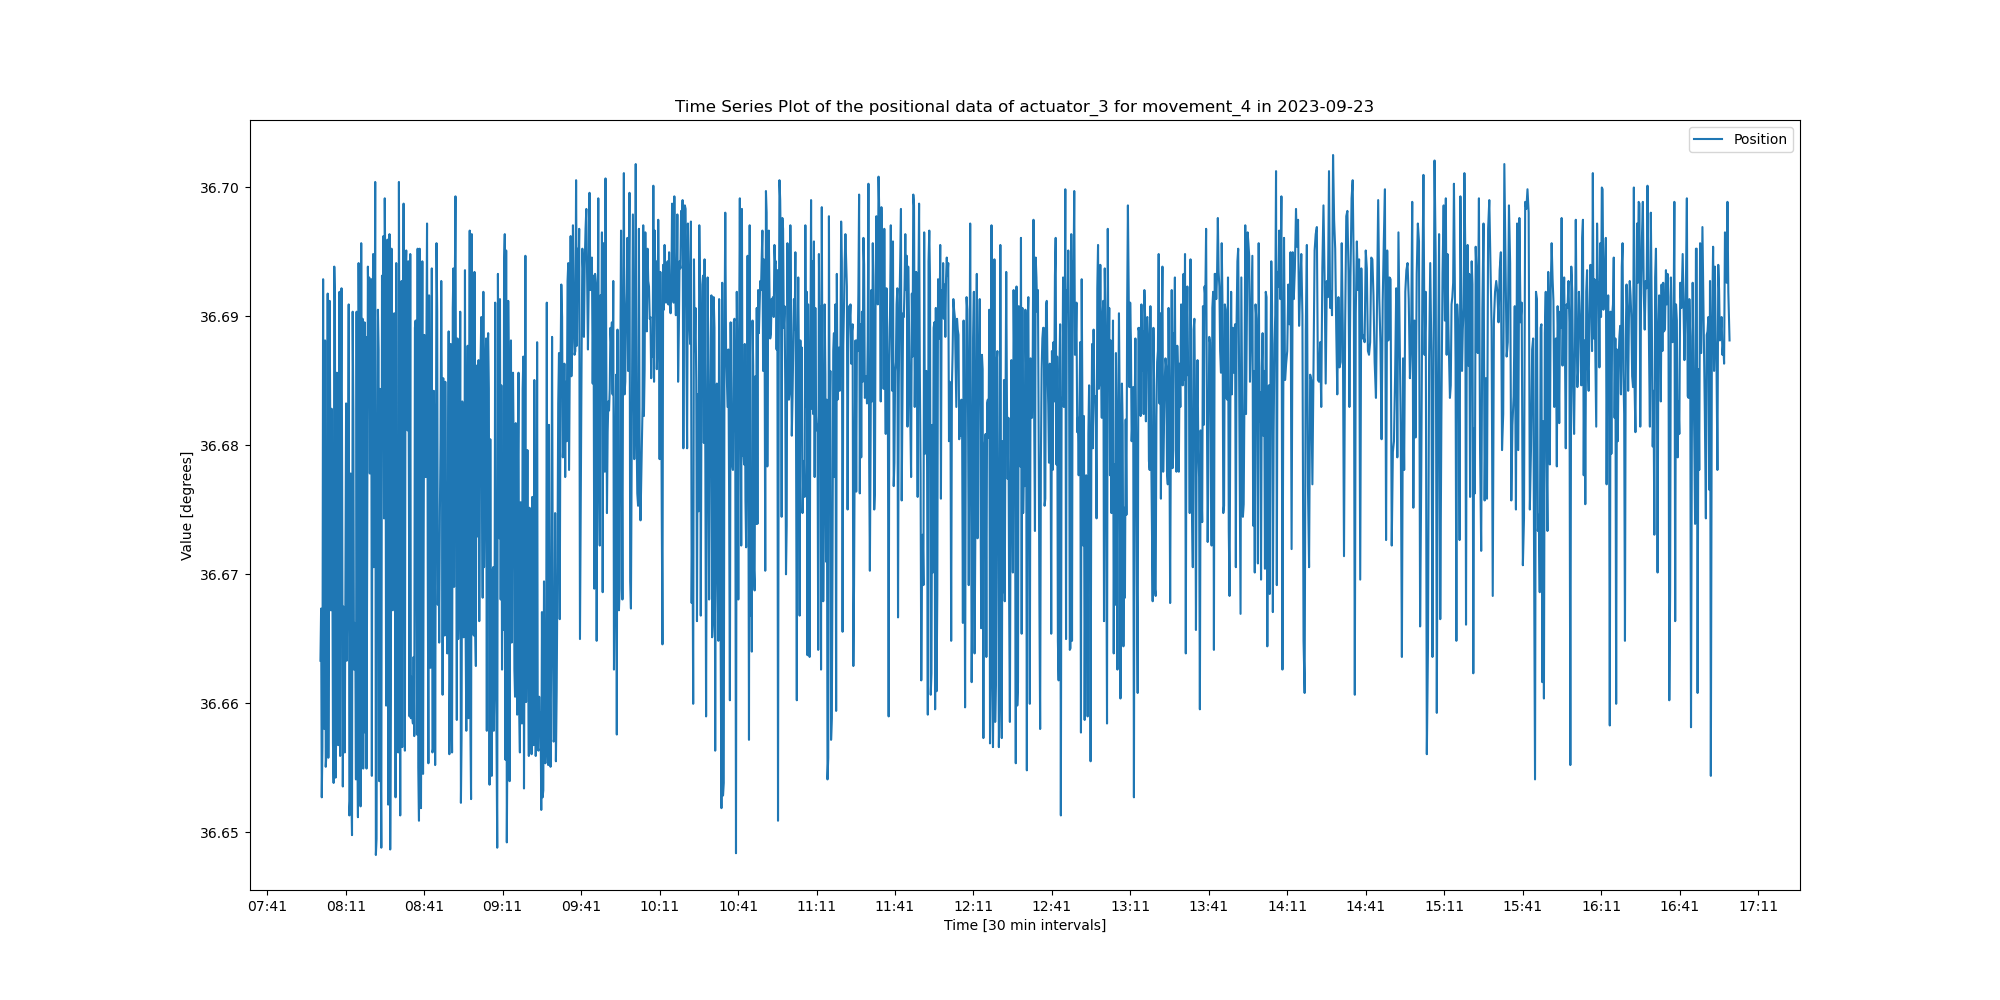 Time Series Plot of the positional data of actuator_3 for movement_4 in 2023-09-23
Position
36.70
36.69
36.68
36.67
36.66
36.65
Value [degrees]
07:41 08:11 08:41 09:11 09:41 10:11 10:41 11:11 11:41 12:11 12:41 13:11 13:41 14:11 14:41 15:11 15:41 16:11 16:41 17:11
Time [30 min intervals]